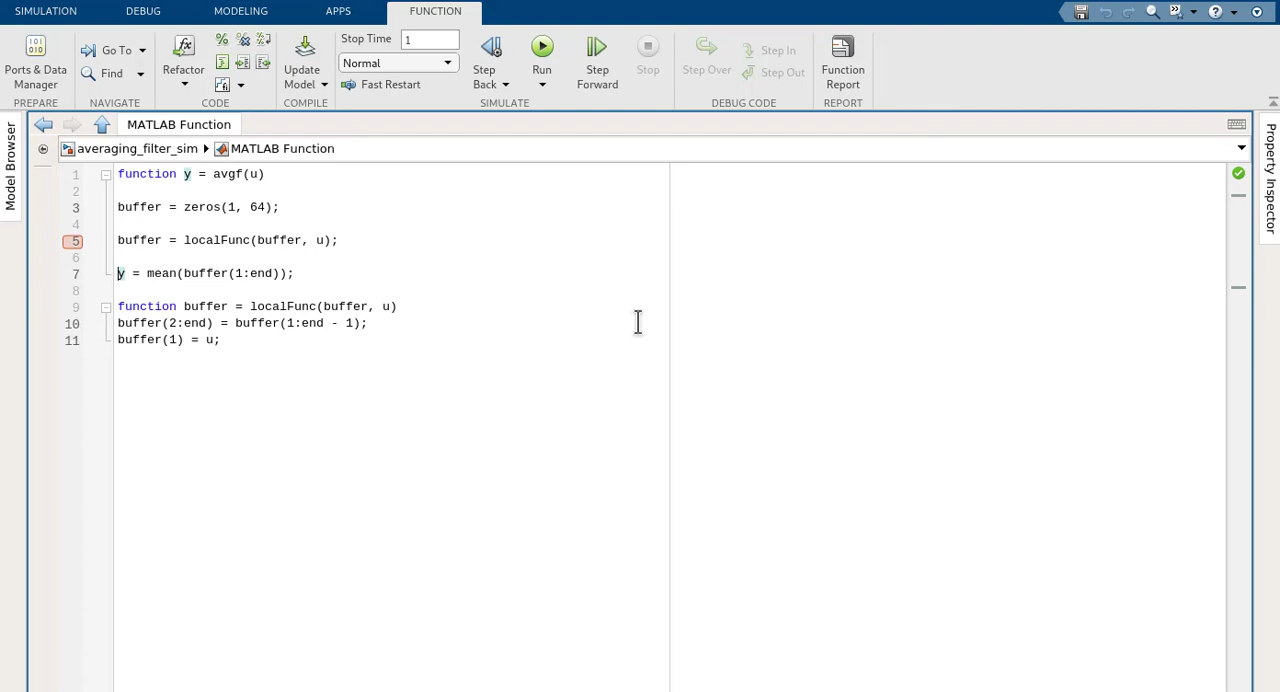 SIMULATION DEBUG MODELING APPS FUNCTION
Ports & Data Manager
Go To
Find
Refactor
Update Model
Stop Time 1
Normal
Fast Restart
Step Back
Run
Step Forward
Stop
Step Over
Step In
Step Out
Function Report
PREPARE NAVIGATE CODE COMPILE SIMULATE DEBUG CODE REPORT
Model Browser
MATLAB Function
averaging_filter_sim MATLAB Function
1 function y = avgf(u)
2
3 buffer = zeros(1, 64);
4
5 buffer = localFunc(buffer, u);
6
7 y = mean(buffer(1:end));
8
9 function buffer = localFunc(buffer, u)
10 buffer(2:end) = buffer(1:end - 1);
11 buffer(1) = u;
Property Inspector